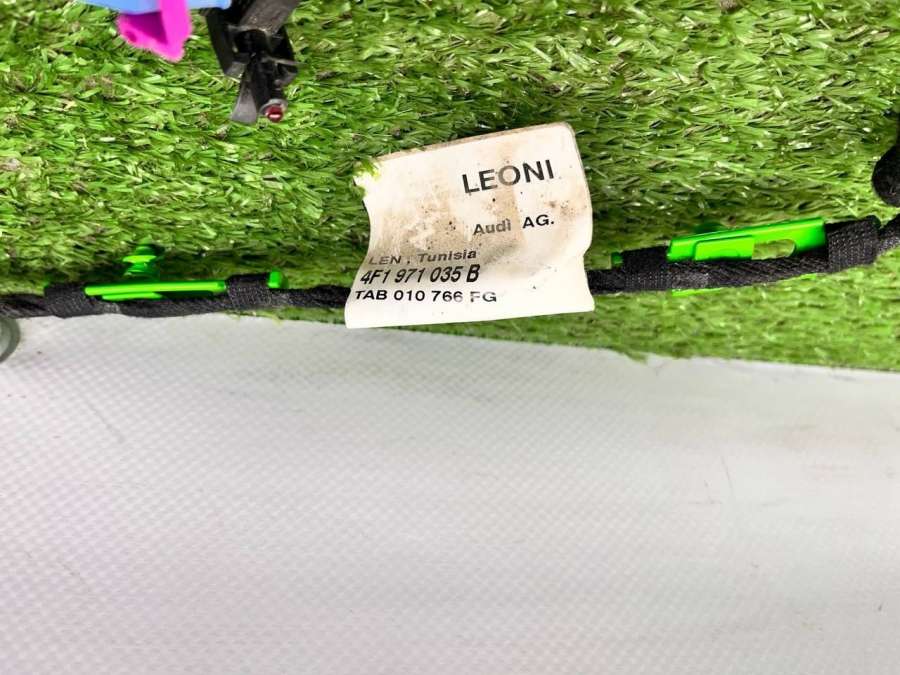 LEONI
Audi AG.
LEN , Tunisia
4F1 971 035 B
TAB 010 766 FG